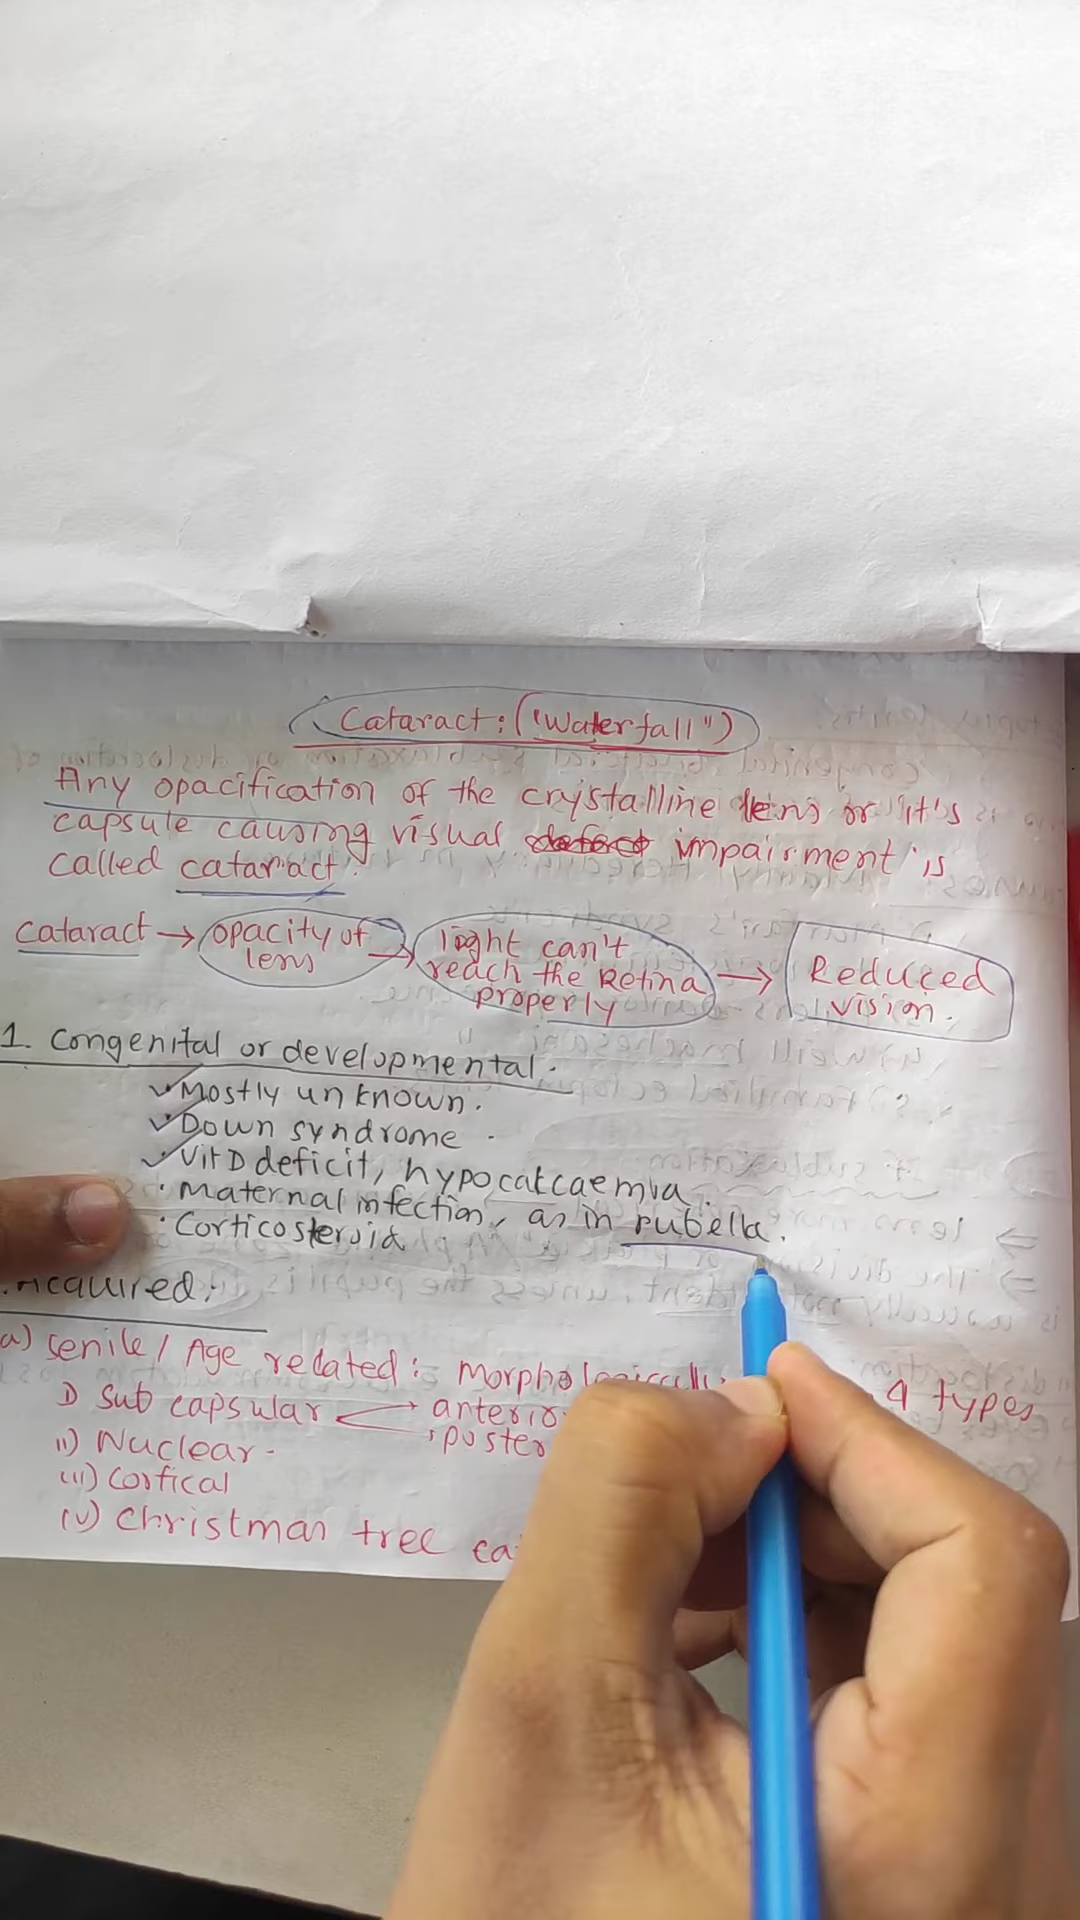 Cataract: ("Waterfall")
Any opacification of the crystalline lens or it's
capsule causing visual impairment is
called cataract.
cataract → opacity of lens → light can't reach the Retina properly → Reduced vision.
1. Congenital or developmental.
✓ Mostly unknown.
✓ Down syndrome.
✓ Vit D deficit, hypocalcaemia.
· Maternal infection, as in rubella.
· Corticosteroid
Acquired:
a) Senile / Age related: Morphologically 4 types
i) Sub capsular
anterio
poster
ii) Nuclear.
iii) Cortical
iv) Christmas tree ca